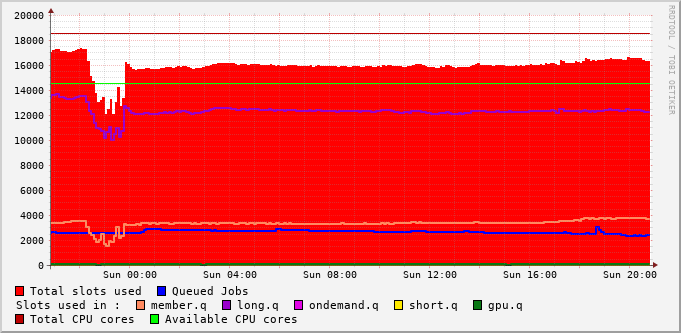 RRDTOOL / TOBI OETIKER
20000
18000
16000
14000
12000
10000
8000
6000
4000
2000
0
Sun 00:00 Sun 04:00 Sun 08:00 Sun 12:00 Sun 16:00 Sun 20:00
Total slots used Queued Jobs
Slots used in : member.q long.q ondemand.q short.q gpu.q
Total CPU cores Available CPU cores